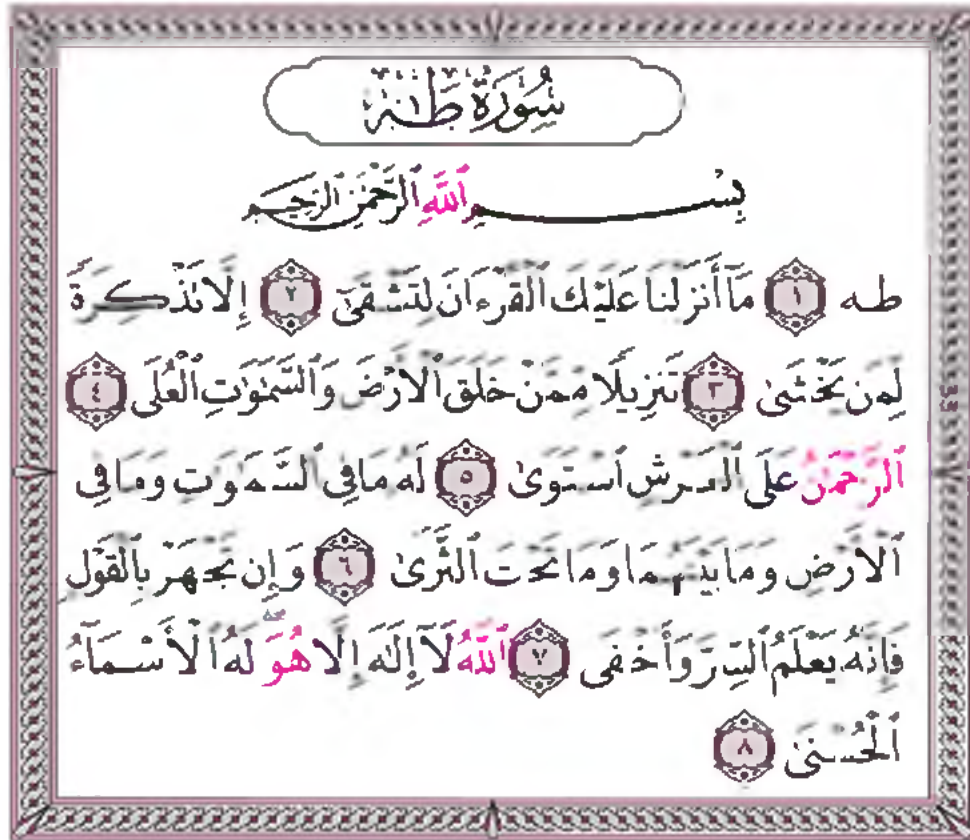 سُورَةُ طه
بِسْمِ ٱللَّهِ ٱلرَّحْمَٰنِ ٱلرَّحِيمِ
طه ١ مَآ أَنزَلْنَا عَلَيْكَ ٱلْقُرْءَانَ لِتَشْقَىٰٓ ٢ إِلَّا تَذْكِرَةً
لِّمَن يَخْشَىٰ ٣ تَنزِيلًا مِّمَّنْ خَلَقَ ٱلْأَرْضَ وَٱلسَّمَٰوَٰتِ ٱلْعُلَى ٤
ٱلرَّحْمَٰنُ عَلَى ٱلْعَرْشِ ٱسْتَوَىٰ ٥ لَهُۥ مَا فِى ٱلسَّمَٰوَٰتِ وَمَا فِى
ٱلْأَرْضِ وَمَا بَيْنَهُمَا وَمَا تَحْتَ ٱلثَّرَىٰ ٦ وَإِن تَجْهَرْ بِٱلْقَوْلِ
فَإِنَّهُۥ يَعْلَمُ ٱلسِّرَّ وَأَخْفَى ٧ ٱللَّهُ لَآ إِلَٰهَ إِلَّا هُوَ ۖ لَهُ ٱلْأَسْمَآءُ
ٱلْحُسْنَىٰ ٨